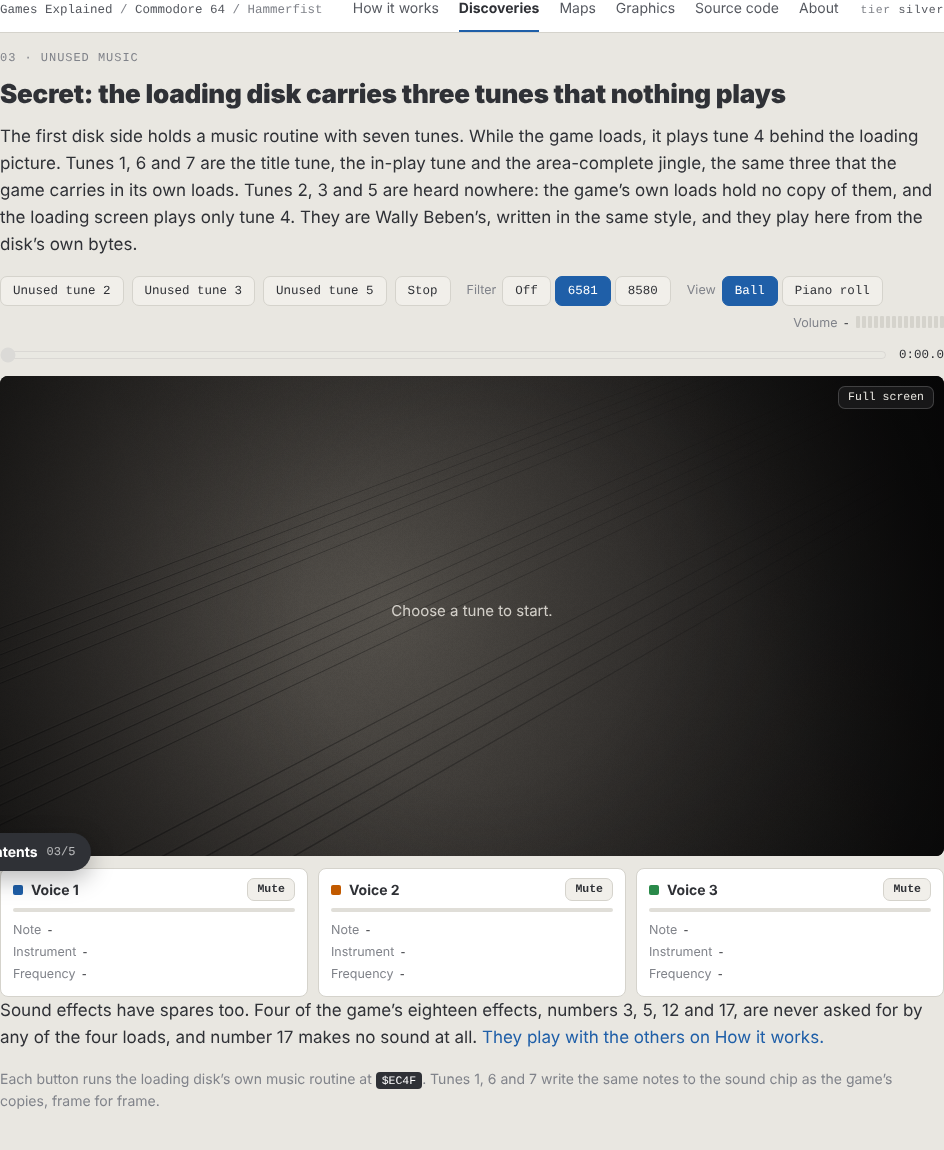 Games Explained / Commodore 64 / Hammerfist How it works Discoveries Maps Graphics Source code About tier silver
03 · UNUSED MUSIC
Secret: the loading disk carries three tunes that nothing plays
The first disk side holds a music routine with seven tunes. While the game loads, it plays tune 4 behind the loading
picture. Tunes 1, 6 and 7 are the title tune, the in-play tune and the area-complete jingle, the same three that the
game carries in its own loads. Tunes 2, 3 and 5 are heard nowhere: the game’s own loads hold no copy of them, and
the loading screen plays only tune 4. They are Wally Beben’s, written in the same style, and they play here from the
disk’s own bytes.
Unused tune 2 Unused tune 3 Unused tune 5 Stop Filter Off 6581 8580 View Ball Piano roll
Volume -
0:00.0
Full screen
Choose a tune to start.
ntents 03/5
Voice 1 Mute Voice 2 Mute Voice 3 Mute
Note - Note - Note -
Instrument - Instrument - Instrument -
Frequency - Frequency - Frequency -
Sound effects have spares too. Four of the game’s eighteen effects, numbers 3, 5, 12 and 17, are never asked for by
any of the four loads, and number 17 makes no sound at all. They play with the others on How it works.
Each button runs the loading disk’s own music routine at $EC4F. Tunes 1, 6 and 7 write the same notes to the sound chip as the game’s
copies, frame for frame.